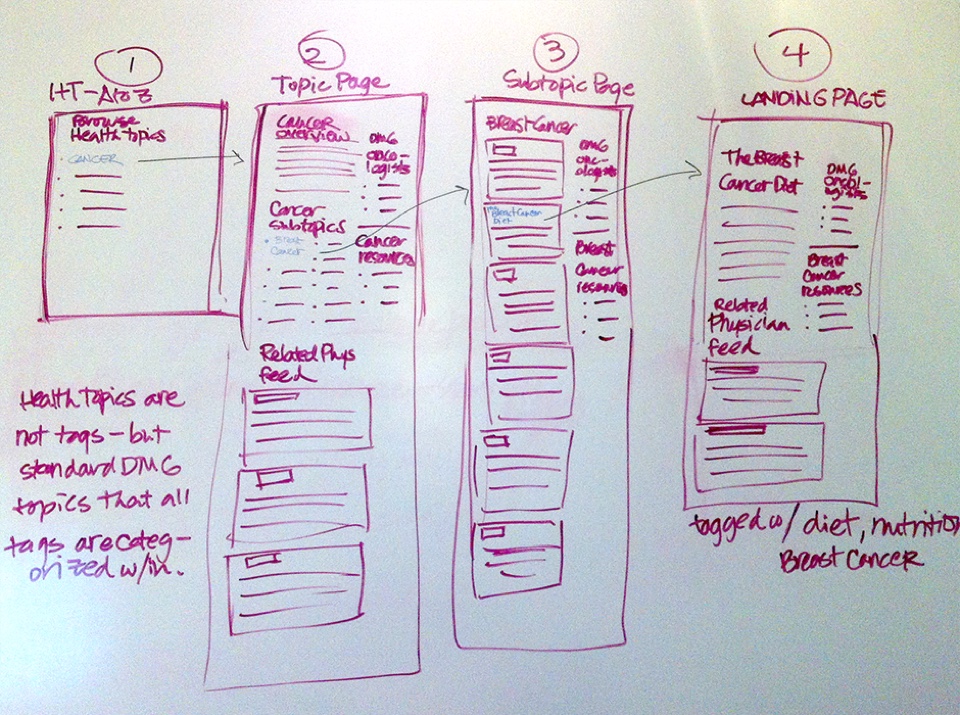 1
HT-A to Z
Browse
Health topics
CANCER
Health Topics are
not tags - but
standard DMG
topics that all
tags are categ-
orized w/in.
2
Topic Page
CANCER
overview
DMG
onco-
logists
Cancer
subtopics
Breast
Cancer
Cancer
resources
Related Phys
feed
3
Subtopic Page
Breast Cancer
DMG
onc-
ologists
Breast Cancer
Diet
Breast
Cancer
resources
4
LANDING PAGE
The Breast
Cancer Diet
DMG
oncol-
ogists
Breast
Cancer
resources
Related
Physician
feed
tagged w/ diet, nutrition
Breast Cancer